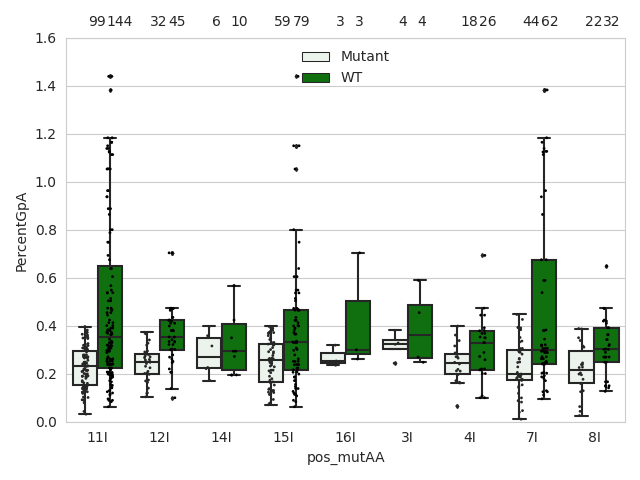 99 144 32 45 6 10 59 79 3 3 4 4 18 26 44 62 22 32
1.6
1.4
1.2
1.0
0.8
0.6
0.4
0.2
0.0
PercentGpA
Mutant
WT
11I 12I 14I 15I 16I 3I 4I 7I 8I
pos_mutAA